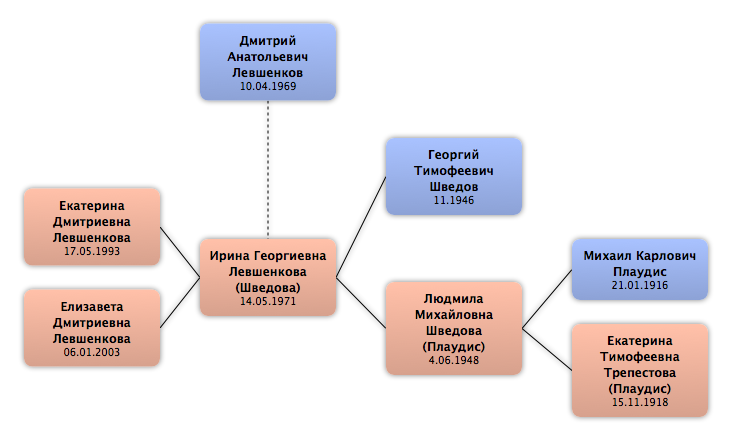 Дмитрий
Анатольевич
Левшенков
10.04.1969
Георгий
Тимофеевич
Шведов
11.1946
Екатерина
Дмитриевна
Левшенкова
17.05.1993
Ирина Георгиевна
Левшенкова
(Шведова)
14.05.1971
Михаил Карлович
Плаудис
21.01.1916
Елизавета
Дмитриевна
Левшенкова
06.01.2003
Людмила
Михайловна
Шведова
(Плаудис)
4.06.1948
Екатерина
Тимофеевна
Трепестова
(Плаудис)
15.11.1918